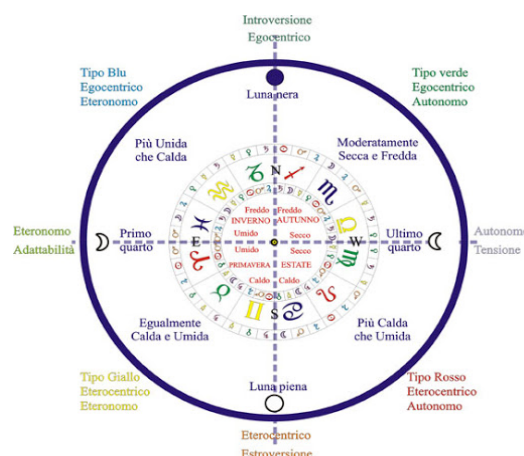 Introversione
Egocentrico
Tipo Blu
Egocentrico
Eteronomo
Tipo verde
Egocentrico
Autonomo
Luna nera
Più Unida
che Calda
Moderatamente
Secca e Fredda
N
Freddo
INVERNO
Umido
Freddo
AUTUNNO
Secco
Eteronomo
Adattabilità
Primo
quarto
E
W
Ultimo
quarto
Autonomo
Tensione
Umido
PRIMAVERA
Caldo
Secco
ESTATE
Caldo
S
Egualmente
Calda e Umida
Più Calda
che Umida
Tipo Giallo
Eterocentrico
Eteronomo
Luna piena
Tipo Rosso
Eterocentrico
Autonomo
Eterocentrico
Estroversione